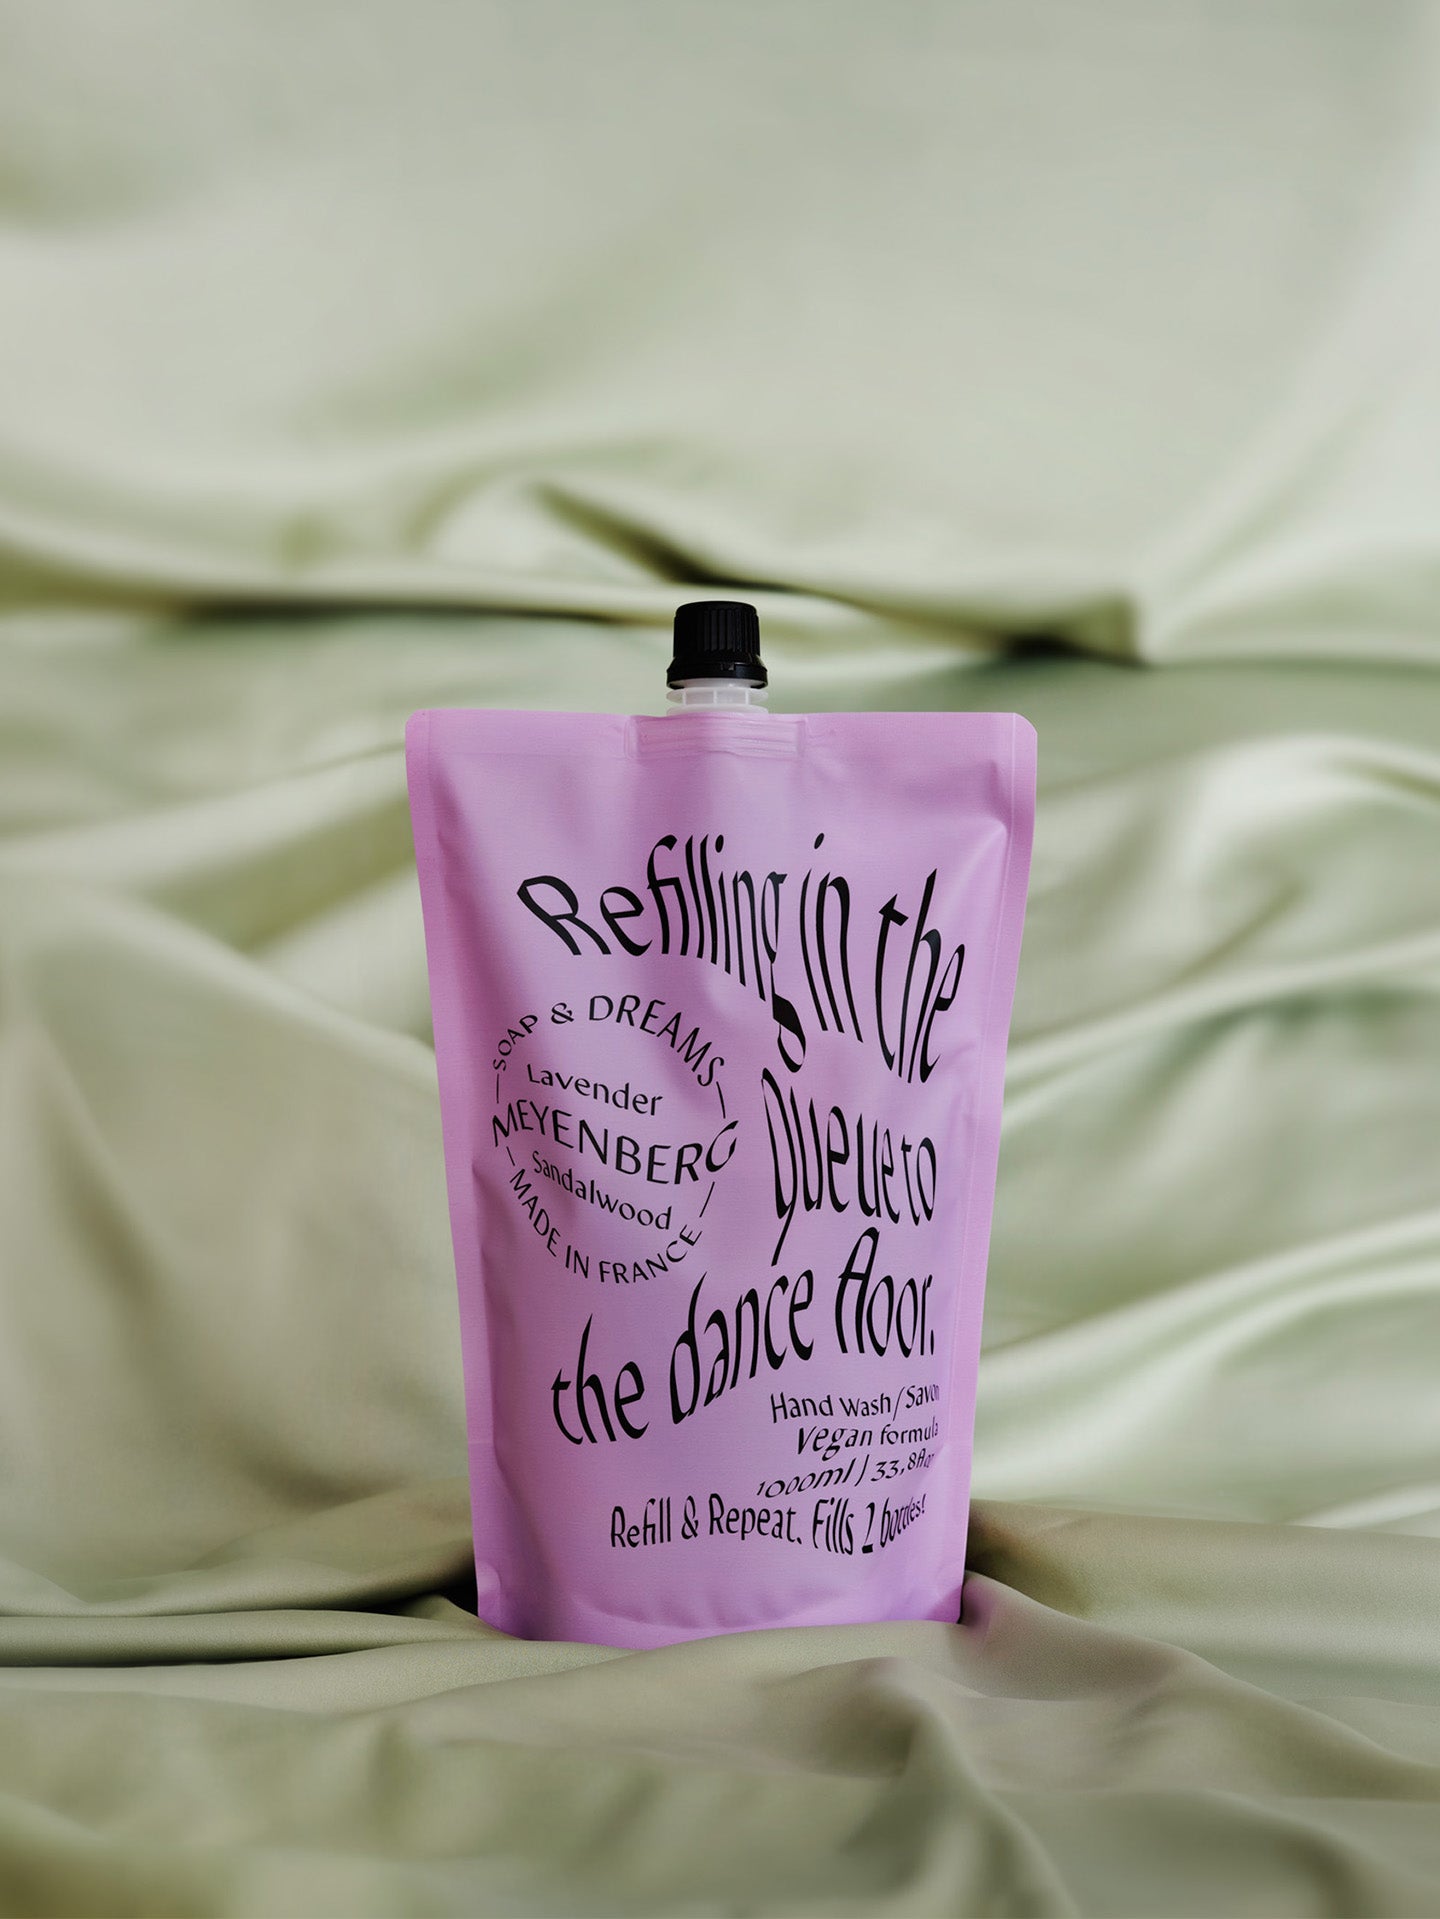 Refilling in the
Queue to
the dance floor.
SOAP & DREAMS
Lavender
MEYENBERG
Sandalwood
MADE IN FRANCE
Hand Wash/Savon
Vegan formula
1000ml / 33,8fl
Refill & Repeat. Fills 2 bottles!